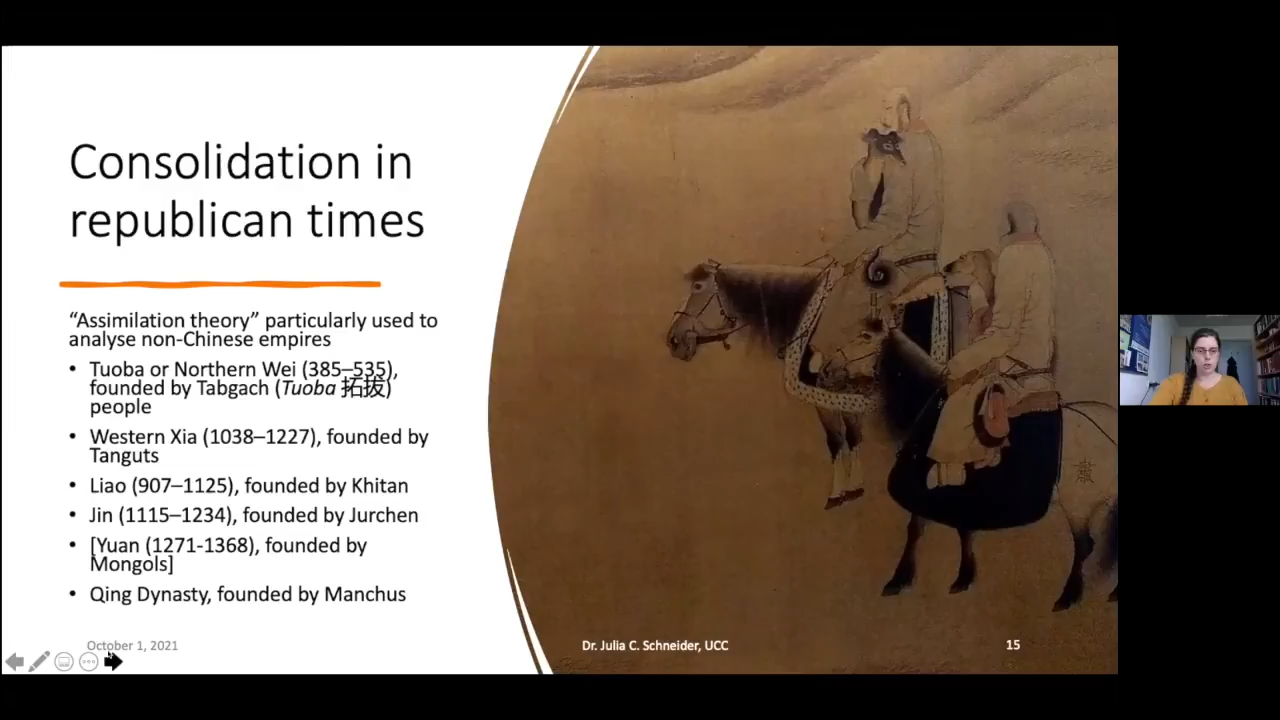 Consolidation in
republican times
“Assimilation theory” particularly used to
analyse non-Chinese empires
• Tuoba or Northern Wei (385–535),
founded by Tabgach (Tuoba 拓拔)
people
• Western Xia (1038–1227), founded by
Tanguts
• Liao (907–1125), founded by Khitan
• Jin (1115–1234), founded by Jurchen
• [Yuan (1271-1368), founded by
Mongols]
• Qing Dynasty, founded by Manchus
October 1, 2021
Dr. Julia C. Schneider, UCC
15